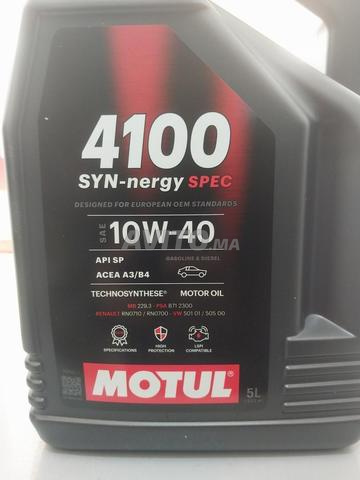 4100
SYN-nergy SPEC
DESIGNED FOR EUROPEAN OEM STANDARDS
SAE 10W-40
AVITO.MA
API SP
ACEA A3/B4
GASOLINE & DIESEL
TECHNOSYNTHESE® MOTOR OIL
MB 229.3 - PSA B71 2300
RENAULT RN0710 / RN0700 - VW 501 01 / 505 00
SPECIFICATIONS
HIGH PROTECTION
LSPI COMPATIBLE
MOTUL®
5L